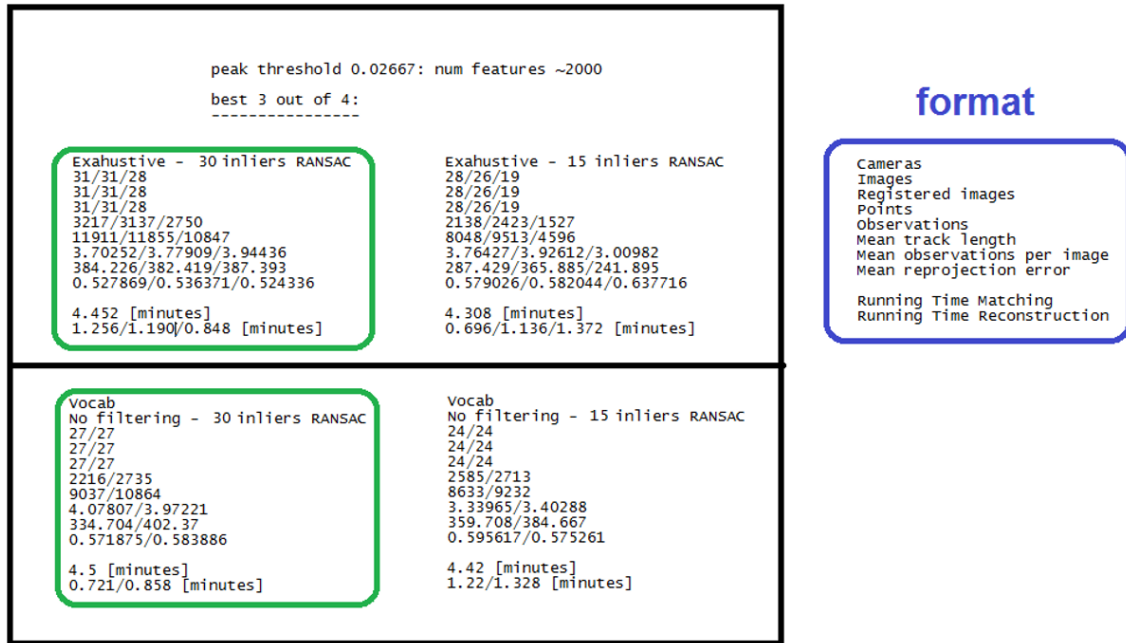 peak threshold 0.02667: num features ~2000
best 3 out of 4:
----------------
Exahustive - 30 inliers RANSAC
31/31/28
31/31/28
31/31/28
3217/3137/2750
11911/11855/10847
3.70252/3.77909/3.94436
384.226/382.419/387.393
0.527869/0.536371/0.524336
4.452 [minutes]
1.256/1.190/0.848 [minutes]
Exahustive - 15 inliers RANSAC
28/26/19
28/26/19
28/26/19
2138/2423/1527
8048/9513/4596
3.76427/3.92612/3.00982
287.429/365.885/241.895
0.579026/0.582044/0.637716
4.308 [minutes]
0.696/1.136/1.372 [minutes]
Vocab
No filtering - 30 inliers RANSAC
27/27
27/27
27/27
2216/2735
9037/10864
4.07807/3.97221
334.704/402.37
0.571875/0.583886
4.5 [minutes]
0.721/0.858 [minutes]
Vocab
No filtering - 15 inliers RANSAC
24/24
24/24
24/24
2585/2713
8633/9232
3.33965/3.40288
359.708/384.667
0.595617/0.575261
4.42 [minutes]
1.22/1.328 [minutes]
format
Cameras
Images
Registered images
Points
Observations
Mean track length
Mean observations per image
Mean reprojection error
Running Time Matching
Running Time Reconstruction